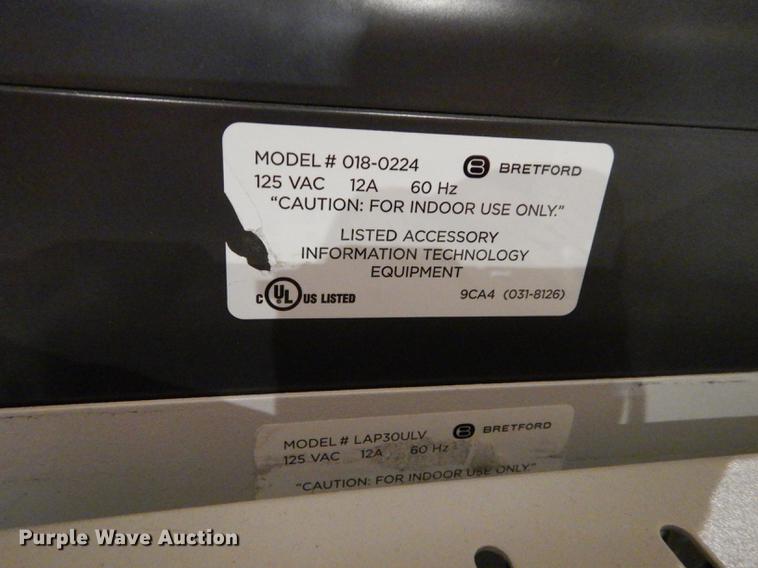 MODEL # 018-0224 BRETFORD
125 VAC 12A 60 Hz
“CAUTION: FOR INDOOR USE ONLY.”
LISTED ACCESSORY
INFORMATION TECHNOLOGY
EQUIPMENT
C UL US LISTED 9CA4 (031-8126)
MODEL # LAP30ULV BRETFORD
125 VAC 12A 60 Hz
“CAUTION: FOR INDOOR USE ONLY”
Purple Wave Auction